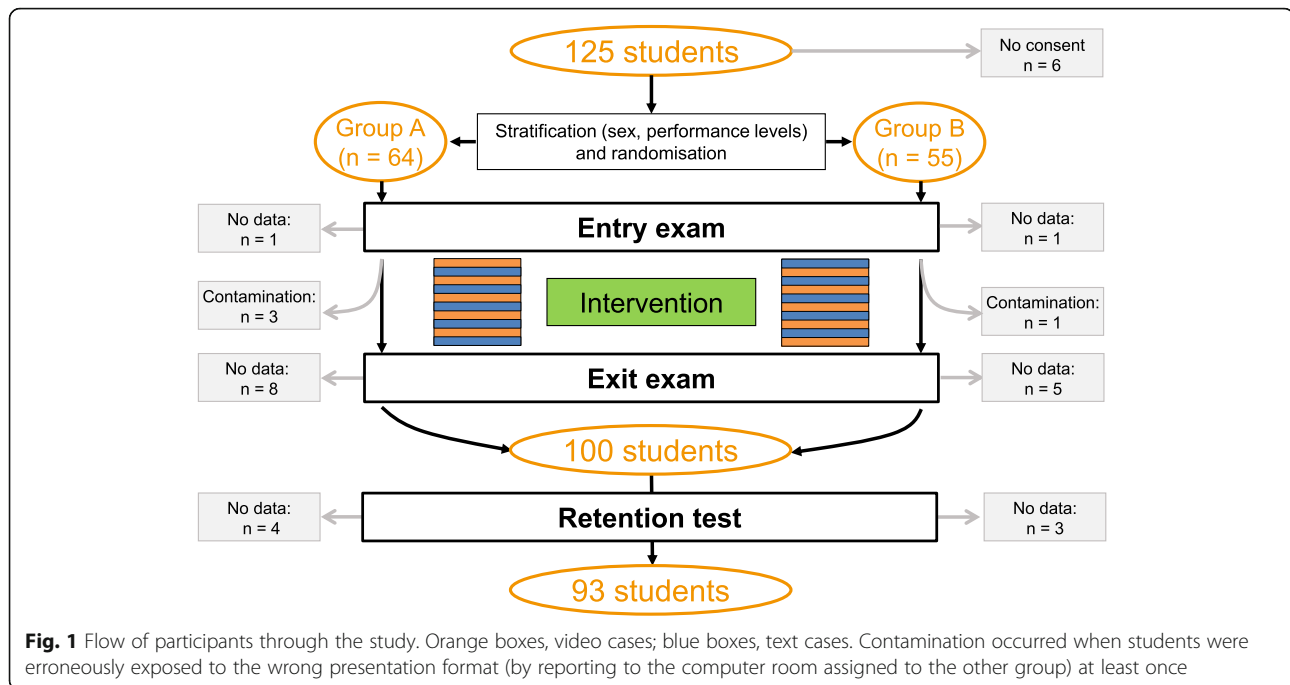 125 students
No consent
n = 6
Group A
(n = 64)
Stratification (sex, performance levels)
and randomisation
Group B
(n = 55)
No data:
n = 1
Entry exam
No data:
n = 1
Contamination:
n = 3
Intervention
Contamination:
n = 1
No data:
n = 8
Exit exam
No data:
n = 5
100 students
No data:
n = 4
Retention test
No data:
n = 3
93 students
Fig. 1 Flow of participants through the study. Orange boxes, video cases; blue boxes, text cases. Contamination occurred when students were
erroneously exposed to the wrong presentation format (by reporting to the computer room assigned to the other group) at least once